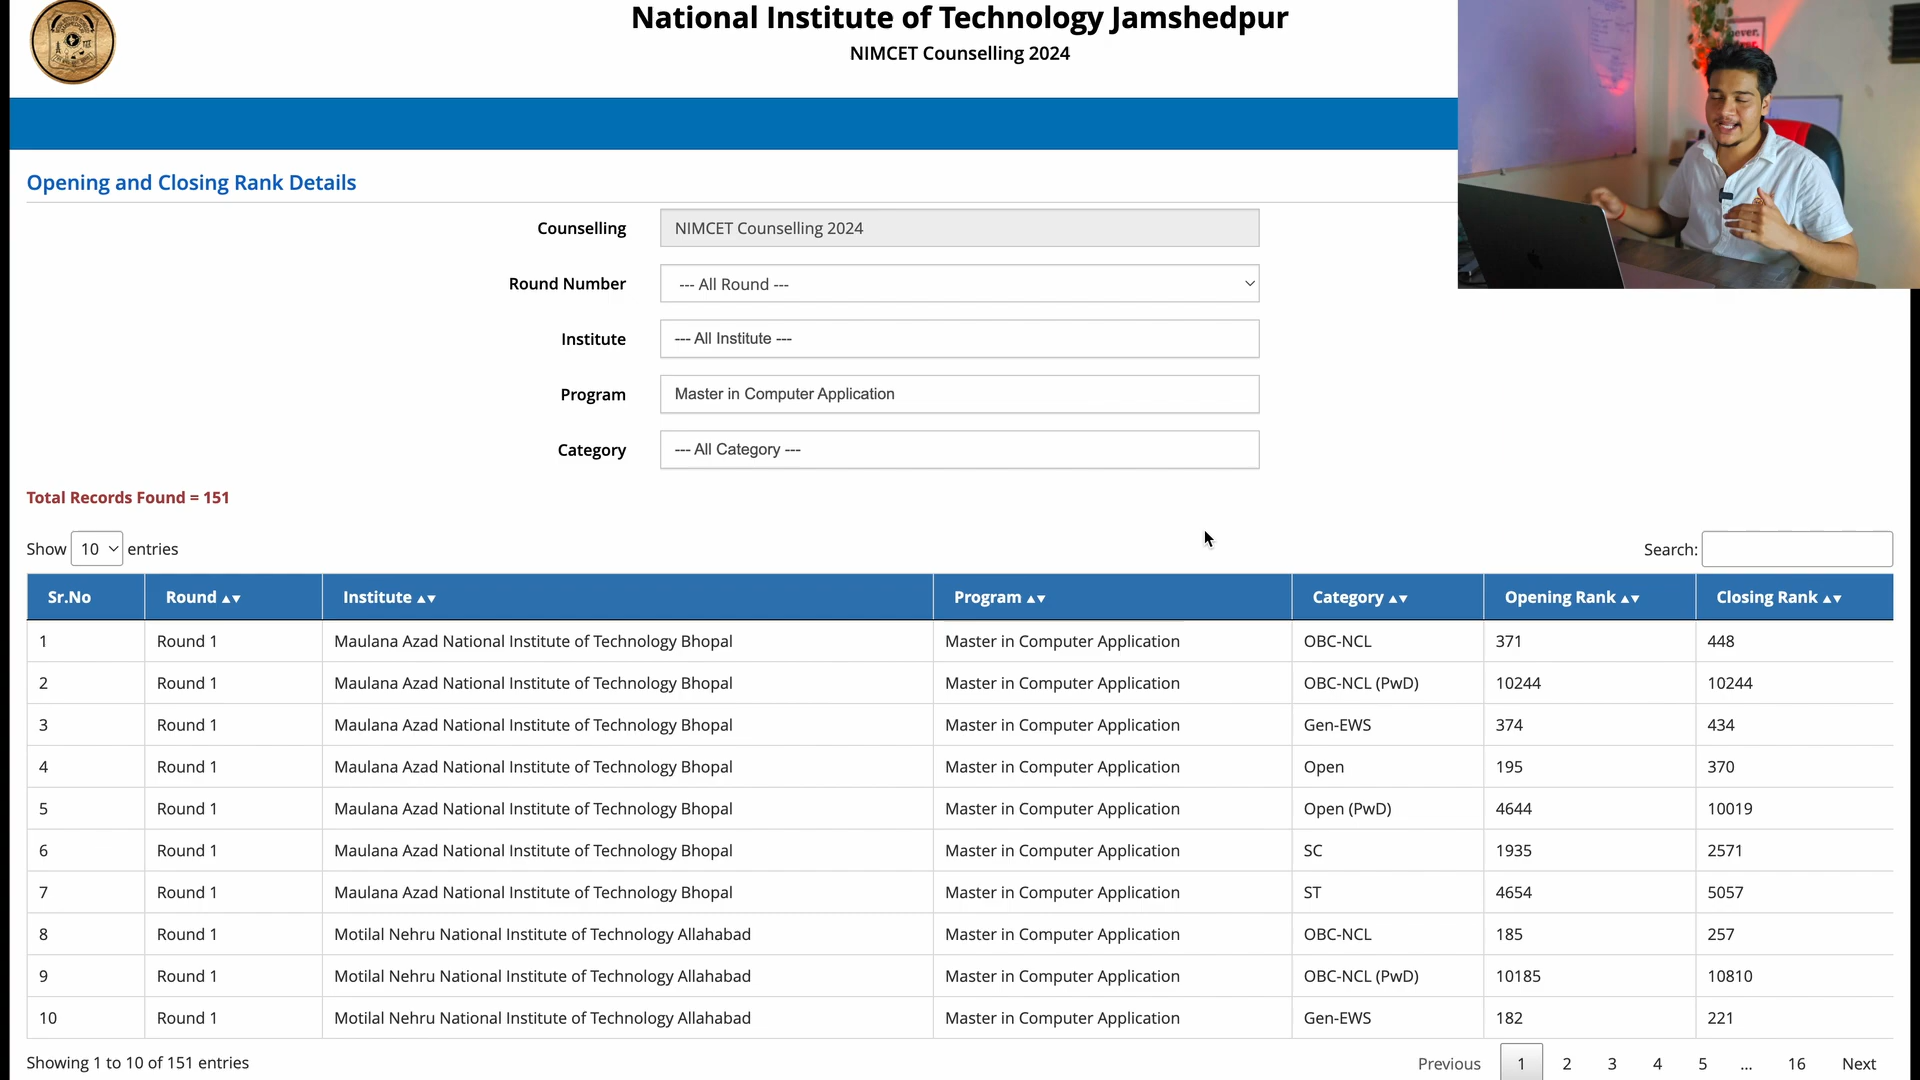 National Institute of Technology Jamshedpur
NIMCET Counselling 2024
Opening and Closing Rank Details
Counselling NIMCET Counselling 2024
Round Number --- All Round ---
Institute --- All Institute ---
Program Master in Computer Application
Category --- All Category ---
Total Records Found = 151
Show 10 entries Search:
Sr.No Round ▲▼ Institute ▲▼ Program ▲▼ Category ▲▼ Opening Rank ▲▼ Closing Rank ▲▼
1 Round 1 Maulana Azad National Institute of Technology Bhopal Master in Computer Application OBC-NCL 371 448
2 Round 1 Maulana Azad National Institute of Technology Bhopal Master in Computer Application OBC-NCL (PwD) 10244 10244
3 Round 1 Maulana Azad National Institute of Technology Bhopal Master in Computer Application Gen-EWS 374 434
4 Round 1 Maulana Azad National Institute of Technology Bhopal Master in Computer Application Open 195 370
5 Round 1 Maulana Azad National Institute of Technology Bhopal Master in Computer Application Open (PwD) 4644 10019
6 Round 1 Maulana Azad National Institute of Technology Bhopal Master in Computer Application SC 1935 2571
7 Round 1 Maulana Azad National Institute of Technology Bhopal Master in Computer Application ST 4654 5057
8 Round 1 Motilal Nehru National Institute of Technology Allahabad Master in Computer Application OBC-NCL 185 257
9 Round 1 Motilal Nehru National Institute of Technology Allahabad Master in Computer Application OBC-NCL (PwD) 10185 10810
10 Round 1 Motilal Nehru National Institute of Technology Allahabad Master in Computer Application Gen-EWS 182 221
Showing 1 to 10 of 151 entries Previous 1 2 3 4 5 ... 16 Next